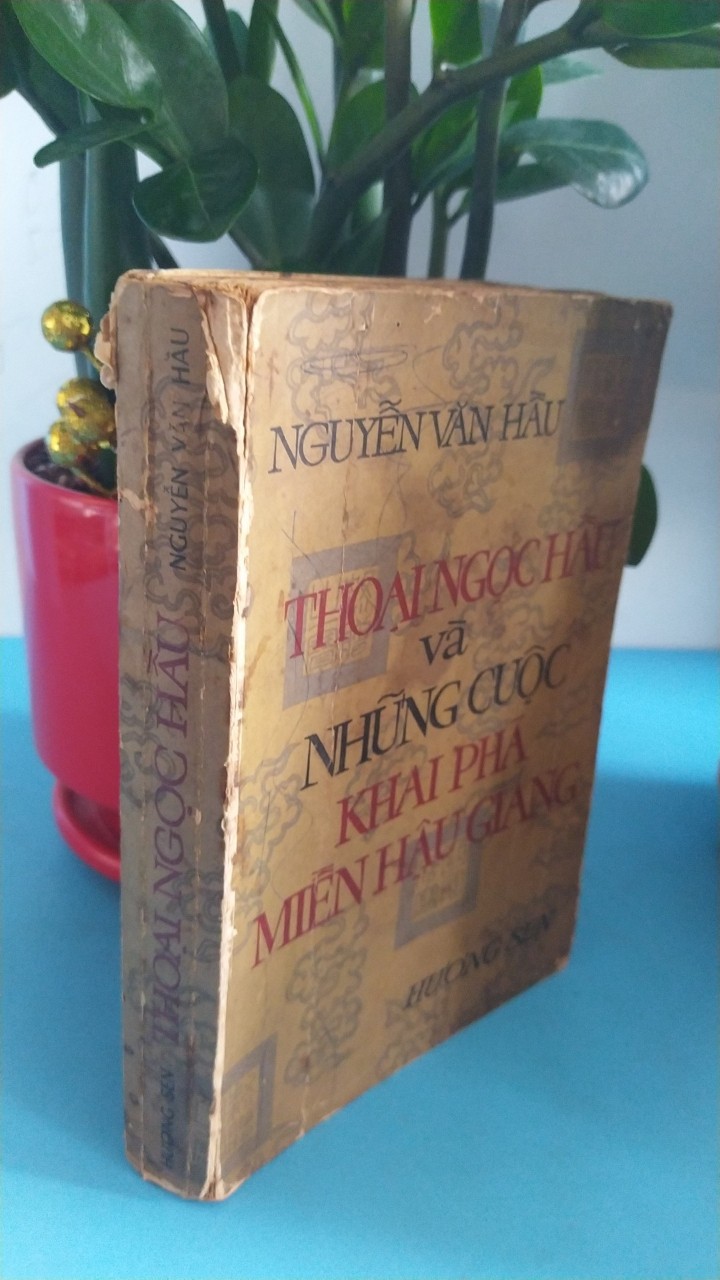 NGUYỄN VĂN HẦU
THOẠI NGỌC HẦU
và
NHỮNG CUỘC
KHAI PHÁ
MIỀN HẬU GIANG
HƯƠNG SEN
NGUYỄN VĂN HẦU
THOẠI NGỌC HẦU
HƯƠNG SEN